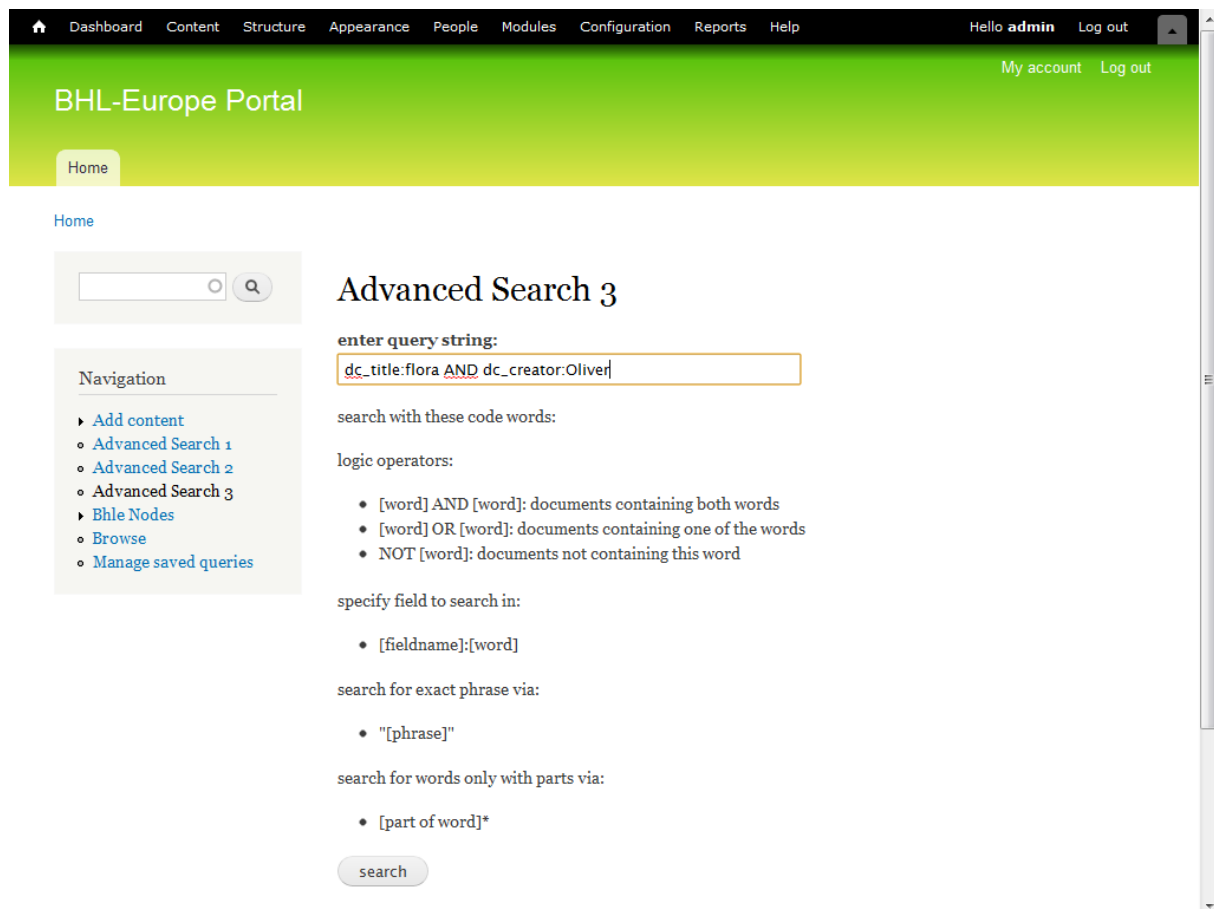 Dashboard Content Structure Appearance People Modules Configuration Reports Help Hello admin Log out
My account Log out
BHL-Europe Portal
Home
Home
Navigation
Add content
Advanced Search 1
Advanced Search 2
Advanced Search 3
Bhle Nodes
Browse
Manage saved queries
Advanced Search 3
enter query string:
dc_title:flora AND dc_creator:Oliver
search with these code words:
logic operators:
[word] AND [word]: documents containing both words
[word] OR [word]: documents containing one of the words
NOT [word]: documents not containing this word
specify field to search in:
[fieldname]:[word]
search for exact phrase via:
"[phrase]"
search for words only with parts via:
[part of word]*
search